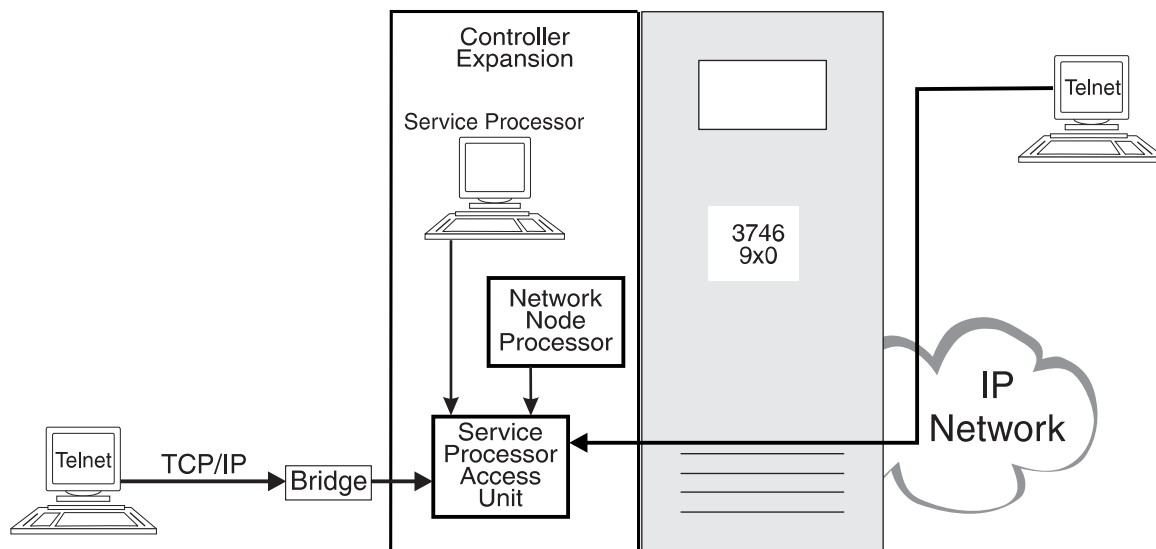 Controller
Expansion
Service Processor
Telnet
3746
9x0
Network
Node
Processor
IP
Network
Service
Processor
Access
Unit
Telnet
TCP/IP
Bridge